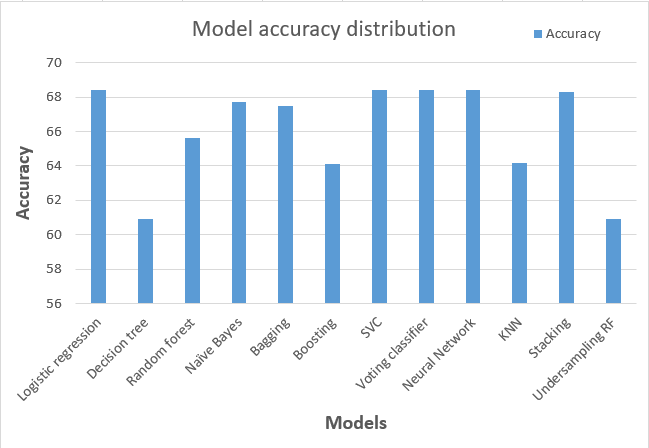 Model accuracy distribution
Accuracy
70
68
66
64
62
60
58
56
Accuracy
Logistic regression
Decision tree
Random forest
Naïve Bayes
Bagging
Boosting
SVC
Voting classifier
Neural Network
KNN
Stacking
Undersampling RF
Models